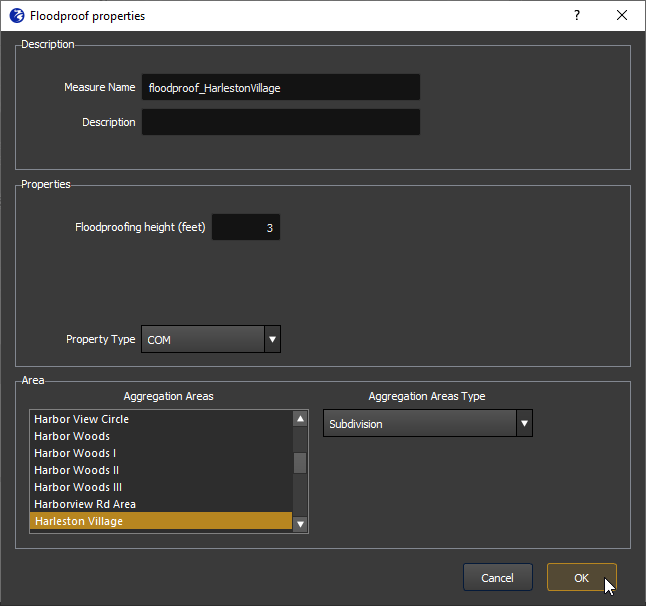 Floodproof properties
?
Description
Measure Name
floodproof_HarlestonVillage
Description
Properties
Floodproofing height (feet)
3
Property Type
COM
Area
Aggregation Areas
Aggregation Areas Type
Harbor View Circle
Harbor Woods
Harbor Woods I
Harbor Woods II
Harbor Woods III
Harborview Rd Area
Harleston Village
Subdivision
Cancel
OK